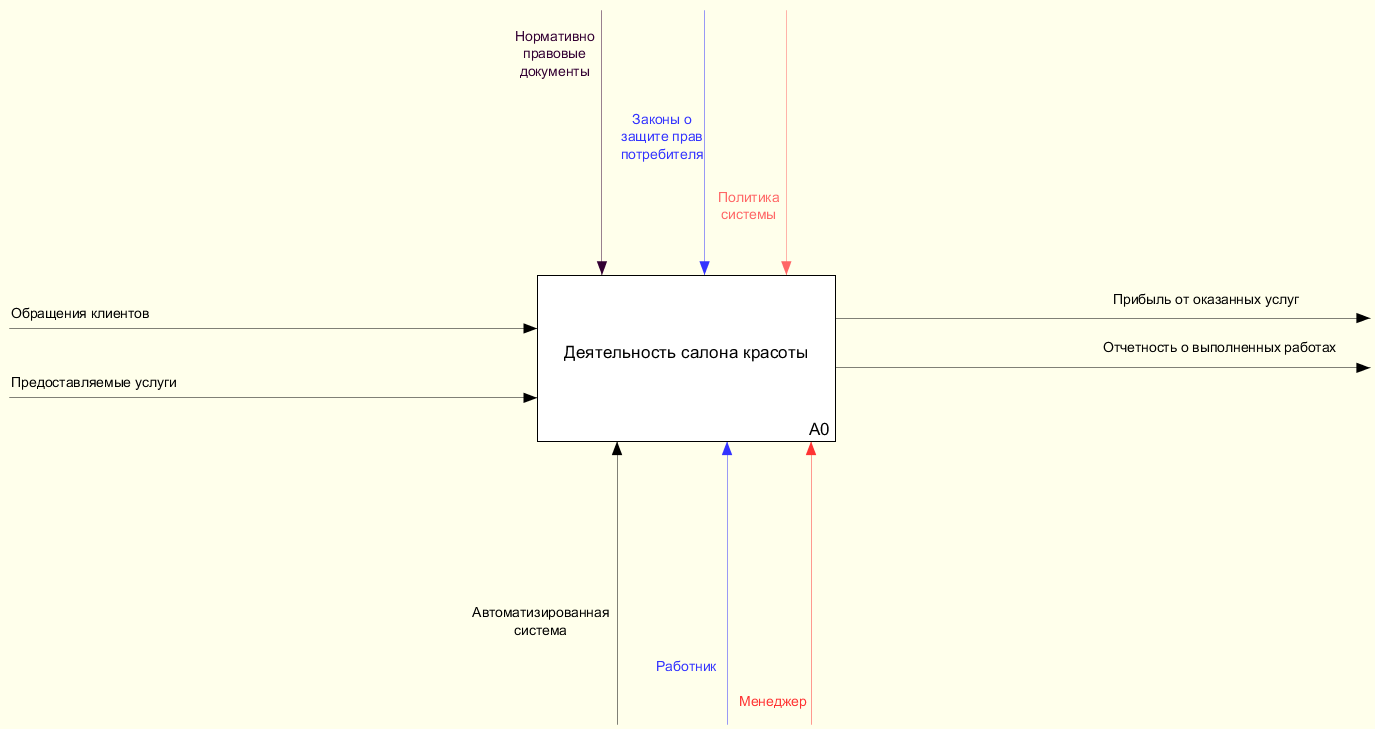 Нормативно
правовые
документы
Законы о
защите прав
потребителя
Политика
системы
Обращения клиентов
Предоставляемые услуги
Деятельность салона красоты
A0
Прибыль от оказанных услуг
Отчетность о выполненных работах
Автоматизированная
система
Работник
Менеджер